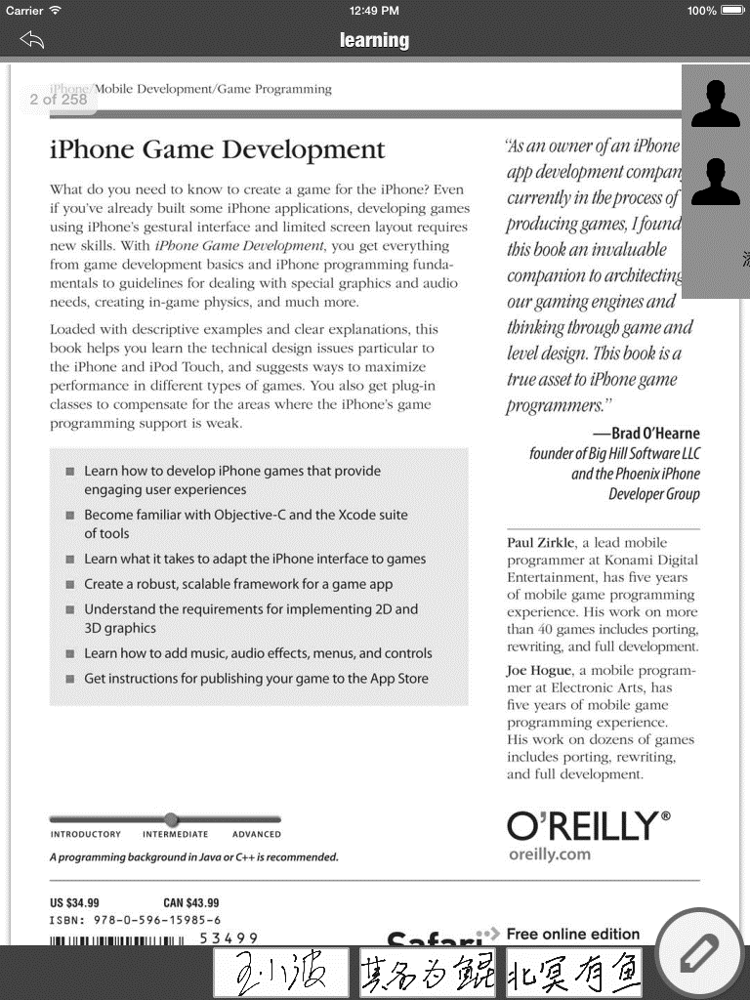 Carrier 12:49 PM 100%
learning
iPhone/Mobile Development/Game Programming
2 of 258
iPhone Game Development
What do you need to know to create a game for the iPhone? Even
if you've already built some iPhone applications, developing games
using iPhone's gestural interface and limited screen layout requires
new skills. With iPhone Game Development, you get everything
from game development basics and iPhone programming funda-
mentals to guidelines for dealing with special graphics and audio
needs, creating in-game physics, and much more.
Loaded with descriptive examples and clear explanations, this
book helps you learn the technical design issues particular to
the iPhone and iPod Touch, and suggests ways to maximize
performance in different types of games. You also get plug-in
classes to compensate for the areas where the iPhone's game
programming support is weak.
Learn how to develop iPhone games that provide
engaging user experiences
Become familiar with Objective-C and the Xcode suite
of tools
Learn what it takes to adapt the iPhone interface to games
Create a robust, scalable framework for a game app
Understand the requirements for implementing 2D and
3D graphics
Learn how to add music, audio effects, menus, and controls
Get instructions for publishing your game to the App Store
INTRODUCTORY INTERMEDIATE ADVANCED
A programming background in Java or C++ is recommended.
"As an owner of an iPhone
app development company
currently in the process of
producing games, I found
this book an invaluable
companion to architecting
our gaming engines and
thinking through game and
level design. This book is a
true asset to iPhone game
programmers."
—Brad O'Hearne
founder of Big Hill Software LLC
and the Phoenix iPhone
Developer Group
Paul Zirkle, a lead mobile
programmer at Konami Digital
Entertainment, has five years
of mobile game programming
experience. His work on more
than 40 games includes porting,
rewriting, and full development.
Joe Hogue, a mobile program-
mer at Electronic Arts, has
five years of mobile game
programming experience.
His work on dozens of games
includes porting, rewriting,
and full development.
O'REILLY®
oreilly.com
US $34.99 CAN $43.99
ISBN: 978-0-596-15985-6
53499
Safari
Free online edition
王小波 其名为鲲 北冥有鱼